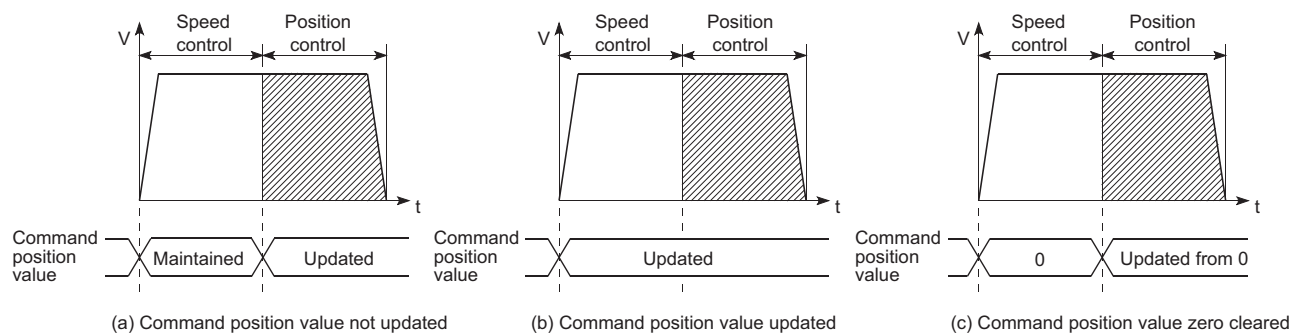 V
Speed
control
Position
control
t
Command
position
value
Maintained
Updated
(a) Command position value not updated
V
Speed
control
Position
control
t
Command
position
value
Updated
(b) Command position value updated
V
Speed
control
Position
control
t
Command
position
value
0
Updated from 0
(c) Command position value zero cleared